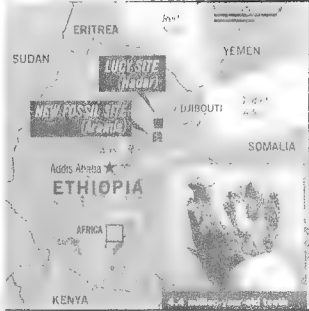 ERITREA
SUDAN
YEMEN
LUCY SITE
(Hadar)
NEW FOSSIL SITE
(Aramis)
DJIBOUTI
SOMALIA
Addis Ababa
ETHIOPIA
AFRICA
KENYA
4.4 million-year-old teeth